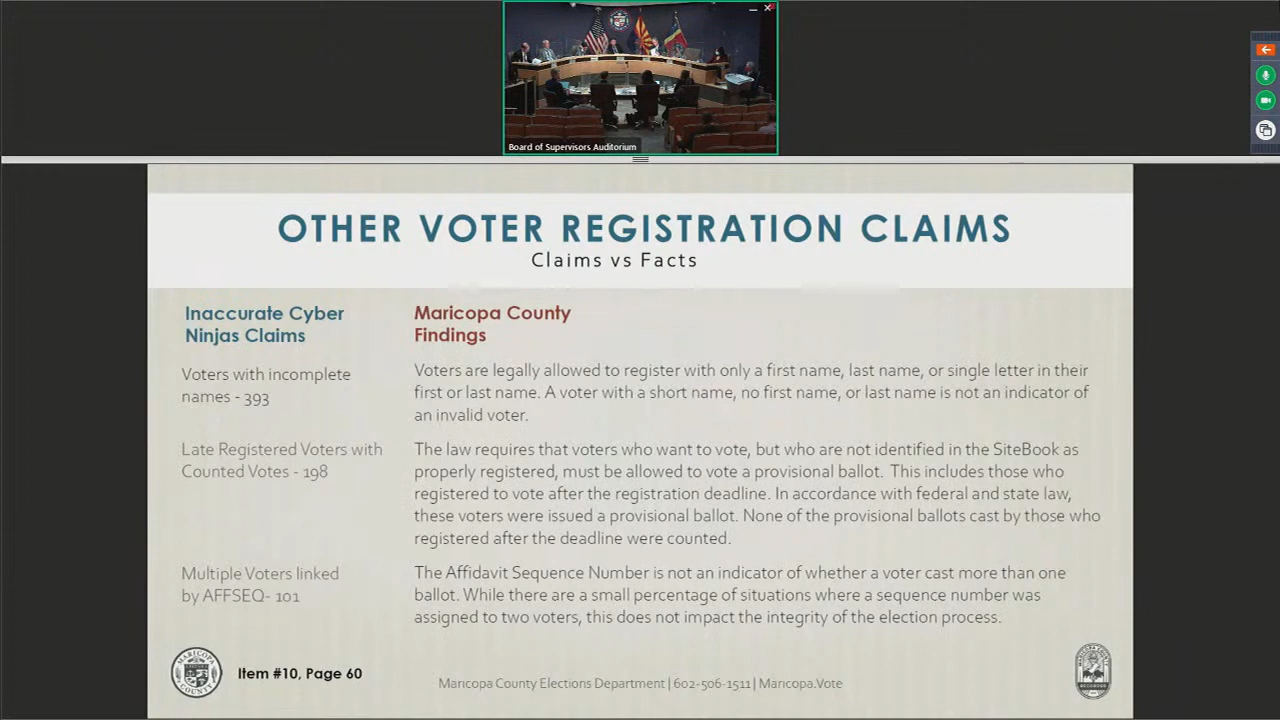 Board of Supervisors Auditorium
OTHER VOTER REGISTRATION CLAIMS
Claims vs Facts
Inaccurate Cyber
Ninjas Claims
Maricopa County
Findings
Voters with incomplete
names - 393
Voters are legally allowed to register with only a first name, last name, or single letter in their
first or last name. A voter with a short name, no first name, or last name is not an indicator of
an invalid voter.
Late Registered Voters with
Counted Votes - 198
The law requires that voters who want to vote, but who are not identified in the SiteBook as
properly registered, must be allowed to vote a provisional ballot. This includes those who
registered to vote after the registration deadline. In accordance with federal and state law,
these voters were issued a provisional ballot. None of the provisional ballots cast by those who
registered after the deadline were counted.
Multiple Voters linked
by AFFSEQ- 101
The Affidavit Sequence Number is not an indicator of whether a voter cast more than one
ballot. While there are a small percentage of situations where a sequence number was
assigned to two voters, this does not impact the integrity of the election process.
MARICOPA
COUNTY
Item #10, Page 60
Maricopa County Elections Department | 602-506-1511 | Maricopa.Vote
MARICOPA COUNTY
RECORDER